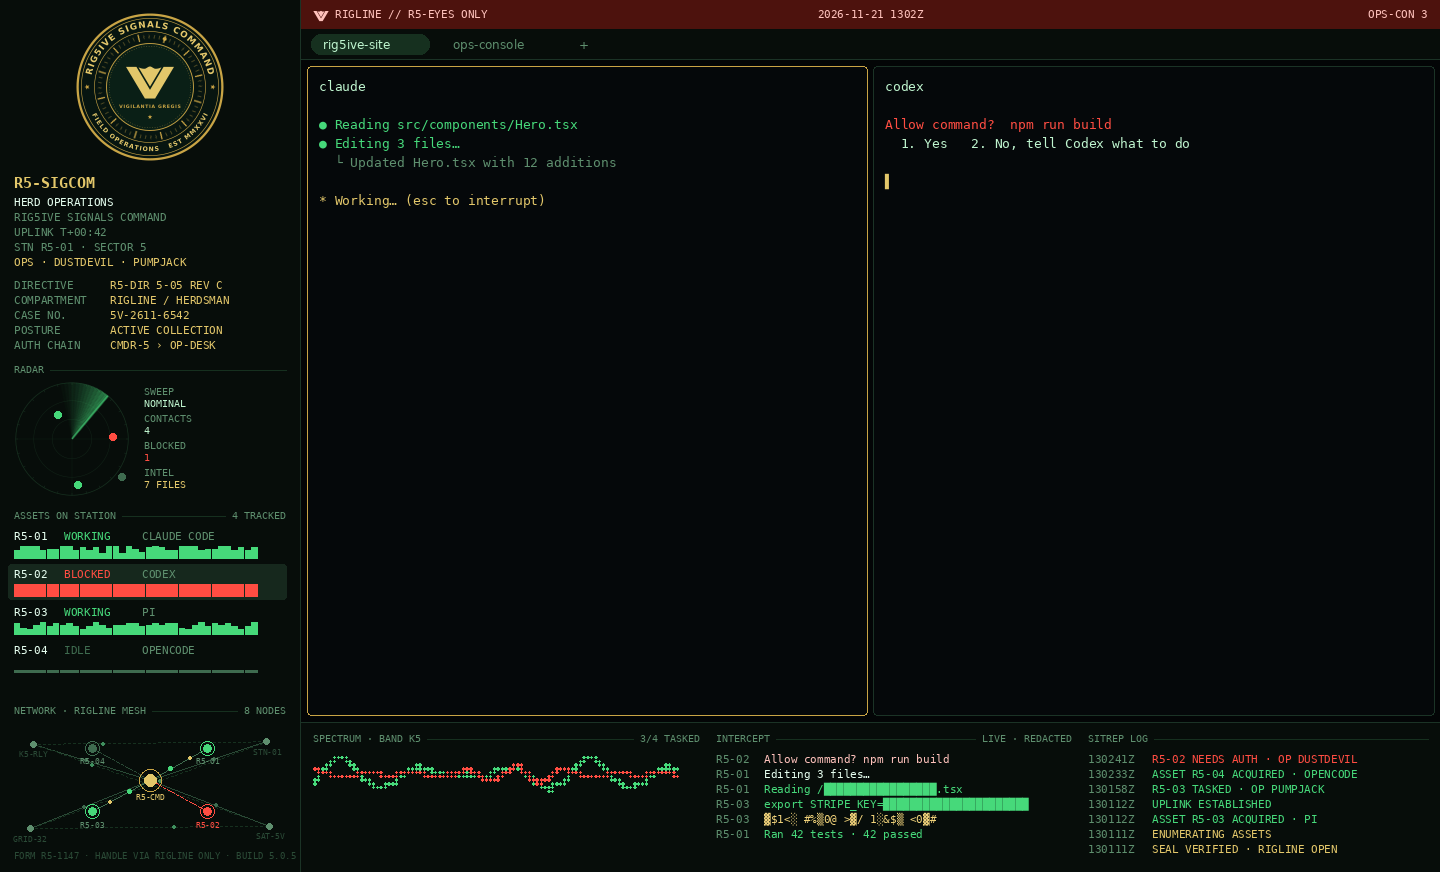 RIG5IVE SIGNALS COMMAND
VIGILANTIA GREGIS
FIELD OPERATIONS EST MMXXVI
R5-SIGCOM
HERD OPERATIONS
RIG5IVE SIGNALS COMMAND
UPLINK T+00:42
STN R5-01 · SECTOR 5
OPS · DUSTDEVIL · PUMPJACK
DIRECTIVE R5-DIR 5-05 REV C
COMPARTMENT RIGLINE / HERDSMAN
CASE NO. 5V-2611-6542
POSTURE ACTIVE COLLECTION
AUTH CHAIN CMDR-5 › OP-DESK
RADAR
SWEEP
NOMINAL
CONTACTS
4
BLOCKED
1
INTEL
7 FILES
ASSETS ON STATION 4 TRACKED
R5-01 WORKING CLAUDE CODE
R5-02 BLOCKED CODEX
R5-03 WORKING PI
R5-04 IDLE OPENCODE
NETWORK · RIGLINE MESH 8 NODES
K5-RLY
R5-04
R5-01
STN-01
R5-CMD
R5-03
R5-02
GRID-32
SAT-5V
FORM R5-1147 · HANDLE VIA RIGLINE ONLY · BUILD 5.0.5
RIGLINE // R5-EYES ONLY 2026-11-21 1302Z OPS-CON 3
rig5ive-site ops-console +
claude
● Reading src/components/Hero.tsx
● Editing 3 files…
└ Updated Hero.tsx with 12 additions
* Working… (esc to interrupt)
codex
Allow command? npm run build
1. Yes 2. No, tell Codex what to do
SPECTRUM · BAND K5 3/4 TASKED
INTERCEPT LIVE · REDACTED
R5-02 Allow command? npm run build
R5-01 Editing 3 files…
R5-01 Reading /████████████████.tsx
R5-03 export STRIPE_KEY=█████████████████████
R5-03 ▓$1<░ #%▒0@ >▓/ 1░&$▒ <0▓#
R5-01 Ran 42 tests · 42 passed
SITREP LOG
130241Z R5-02 NEEDS AUTH · OP DUSTDEVIL
130233Z ASSET R5-04 ACQUIRED · OPENCODE
130158Z R5-03 TASKED · OP PUMPJACK
130112Z UPLINK ESTABLISHED
130112Z ASSET R5-03 ACQUIRED · PI
130111Z ENUMERATING ASSETS
130111Z SEAL VERIFIED · RIGLINE OPEN